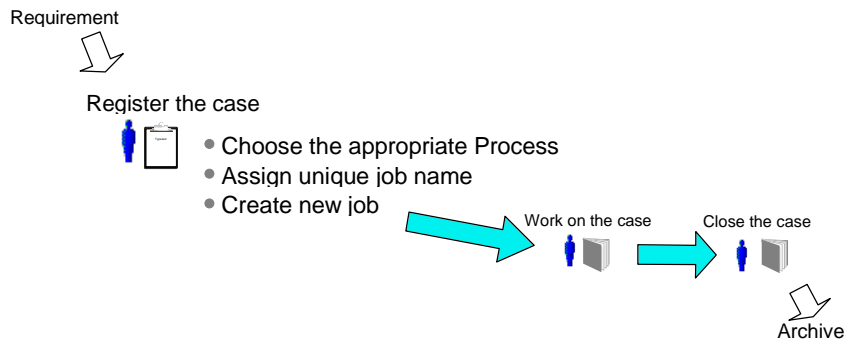 Requirement
Register the case
Choose the appropriate Process
Assign unique job name
Create new job
Work on the case
Close the case
Archive